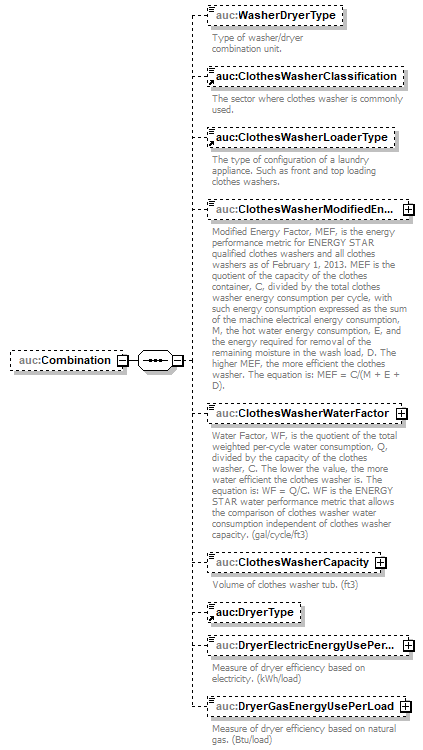 auc:WasherDryerType
Type of washer/dryer
combination unit.
auc:ClothesWasherClassification
The sector where clothes washer is commonly
used.
auc:ClothesWasherLoaderType
The type of configuration of a laundry
appliance. Such as front and top loading
clothes washers.
auc:ClothesWasherModifiedEn...
Modified Energy Factor, MEF, is the energy
performance metric for ENERGY STAR
qualified clothes washers and all clothes
washers as of February 1, 2013. MEF is the
quotient of the capacity of the clothes
container, C, divided by the total clothes
washer energy consumption per cycle, with
such energy consumption expressed as the sum
of the machine electrical energy consumption,
M, the hot water energy consumption, E, and
the energy required for removal of the
remaining moisture in the wash load, D. The
higher MEF, the more efficient the clothes
washer. The equation is: MEF = C/(M + E +
D).
auc:Combination
auc:ClothesWasherWaterFactor
Water Factor, WF, is the quotient of the total
weighted per-cycle water consumption, Q,
divided by the capacity of the clothes
washer, C. The lower the value, the more
water efficient the clothes washer is. The
equation is: WF = Q/C. WF is the ENERGY
STAR water performance metric that allows
the comparison of clothes washer water
consumption independent of clothes washer
capacity. (gal/cycle/ft3)
auc:ClothesWasherCapacity
Volume of clothes washer tub. (ft3)
auc:DryerType
auc:DryerElectricEnergyUsePer...
Measure of dryer efficiency based on
electricity. (kWh/load)
auc:DryerGasEnergyUsePerLoad
Measure of dryer efficiency based on natural
gas. (Btu/load)